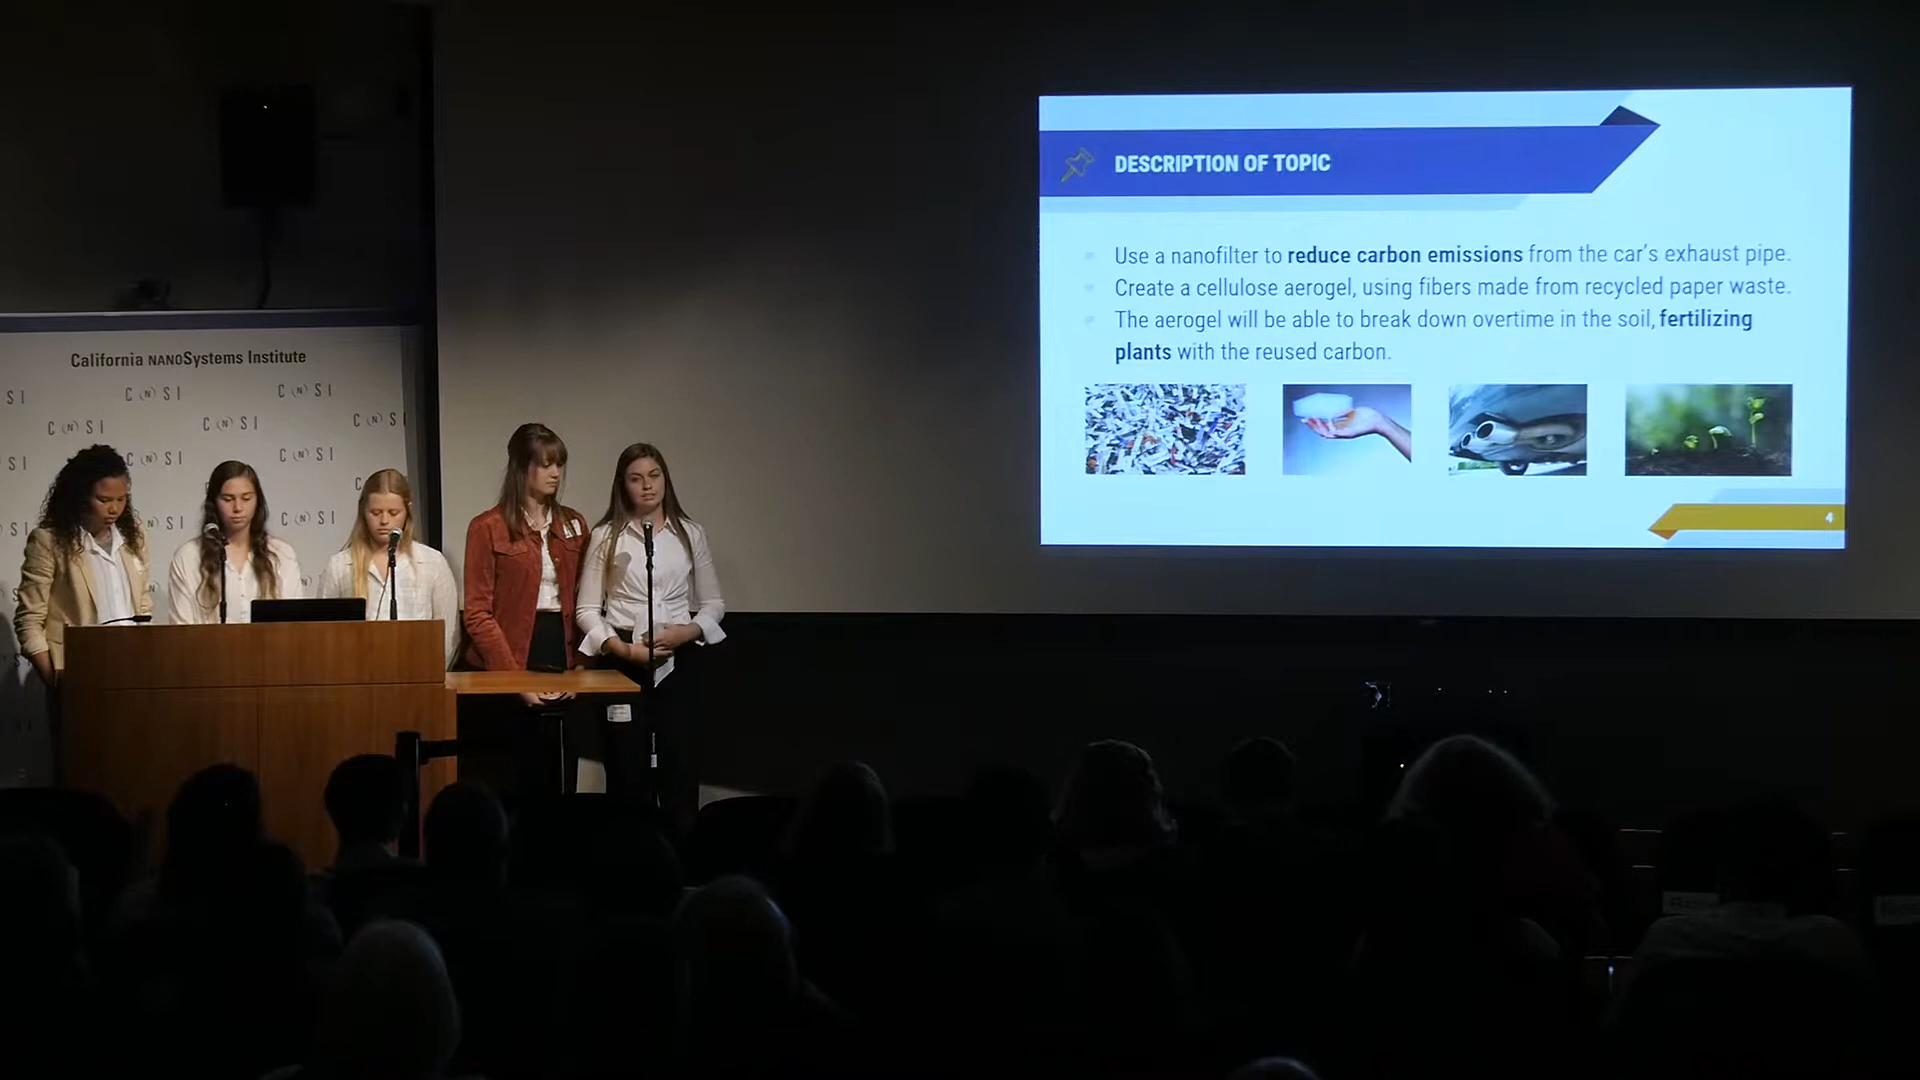 DESCRIPTION OF TOPIC
Use a nanofilter to reduce carbon emissions from the car's exhaust pipe.
Create a cellulose aerogel, using fibers made from recycled paper waste.
The aerogel will be able to break down overtime in the soil, fertilizing
plants with the reused carbon.
4
California NANOSystems Institute
S I C (N) S I C (N) S I
C (N) S I C (N) S I C (N) S I
S I C (N) S I C (N) S I
C
S I (N) S I C (N) S I